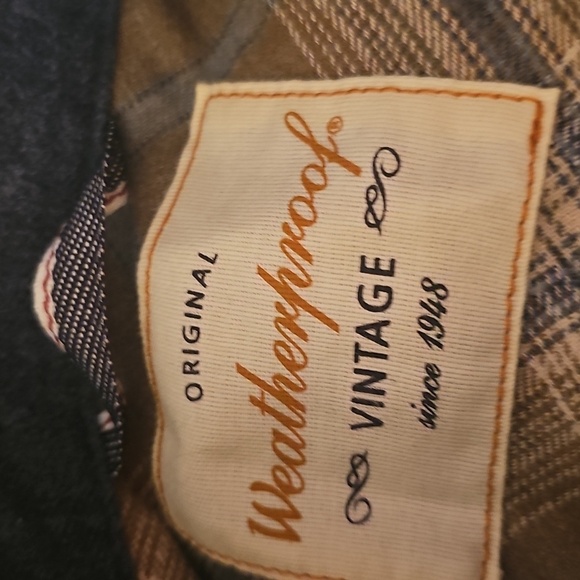 ORIGINAL
Weatherproof®
VINTAGE
since 1948